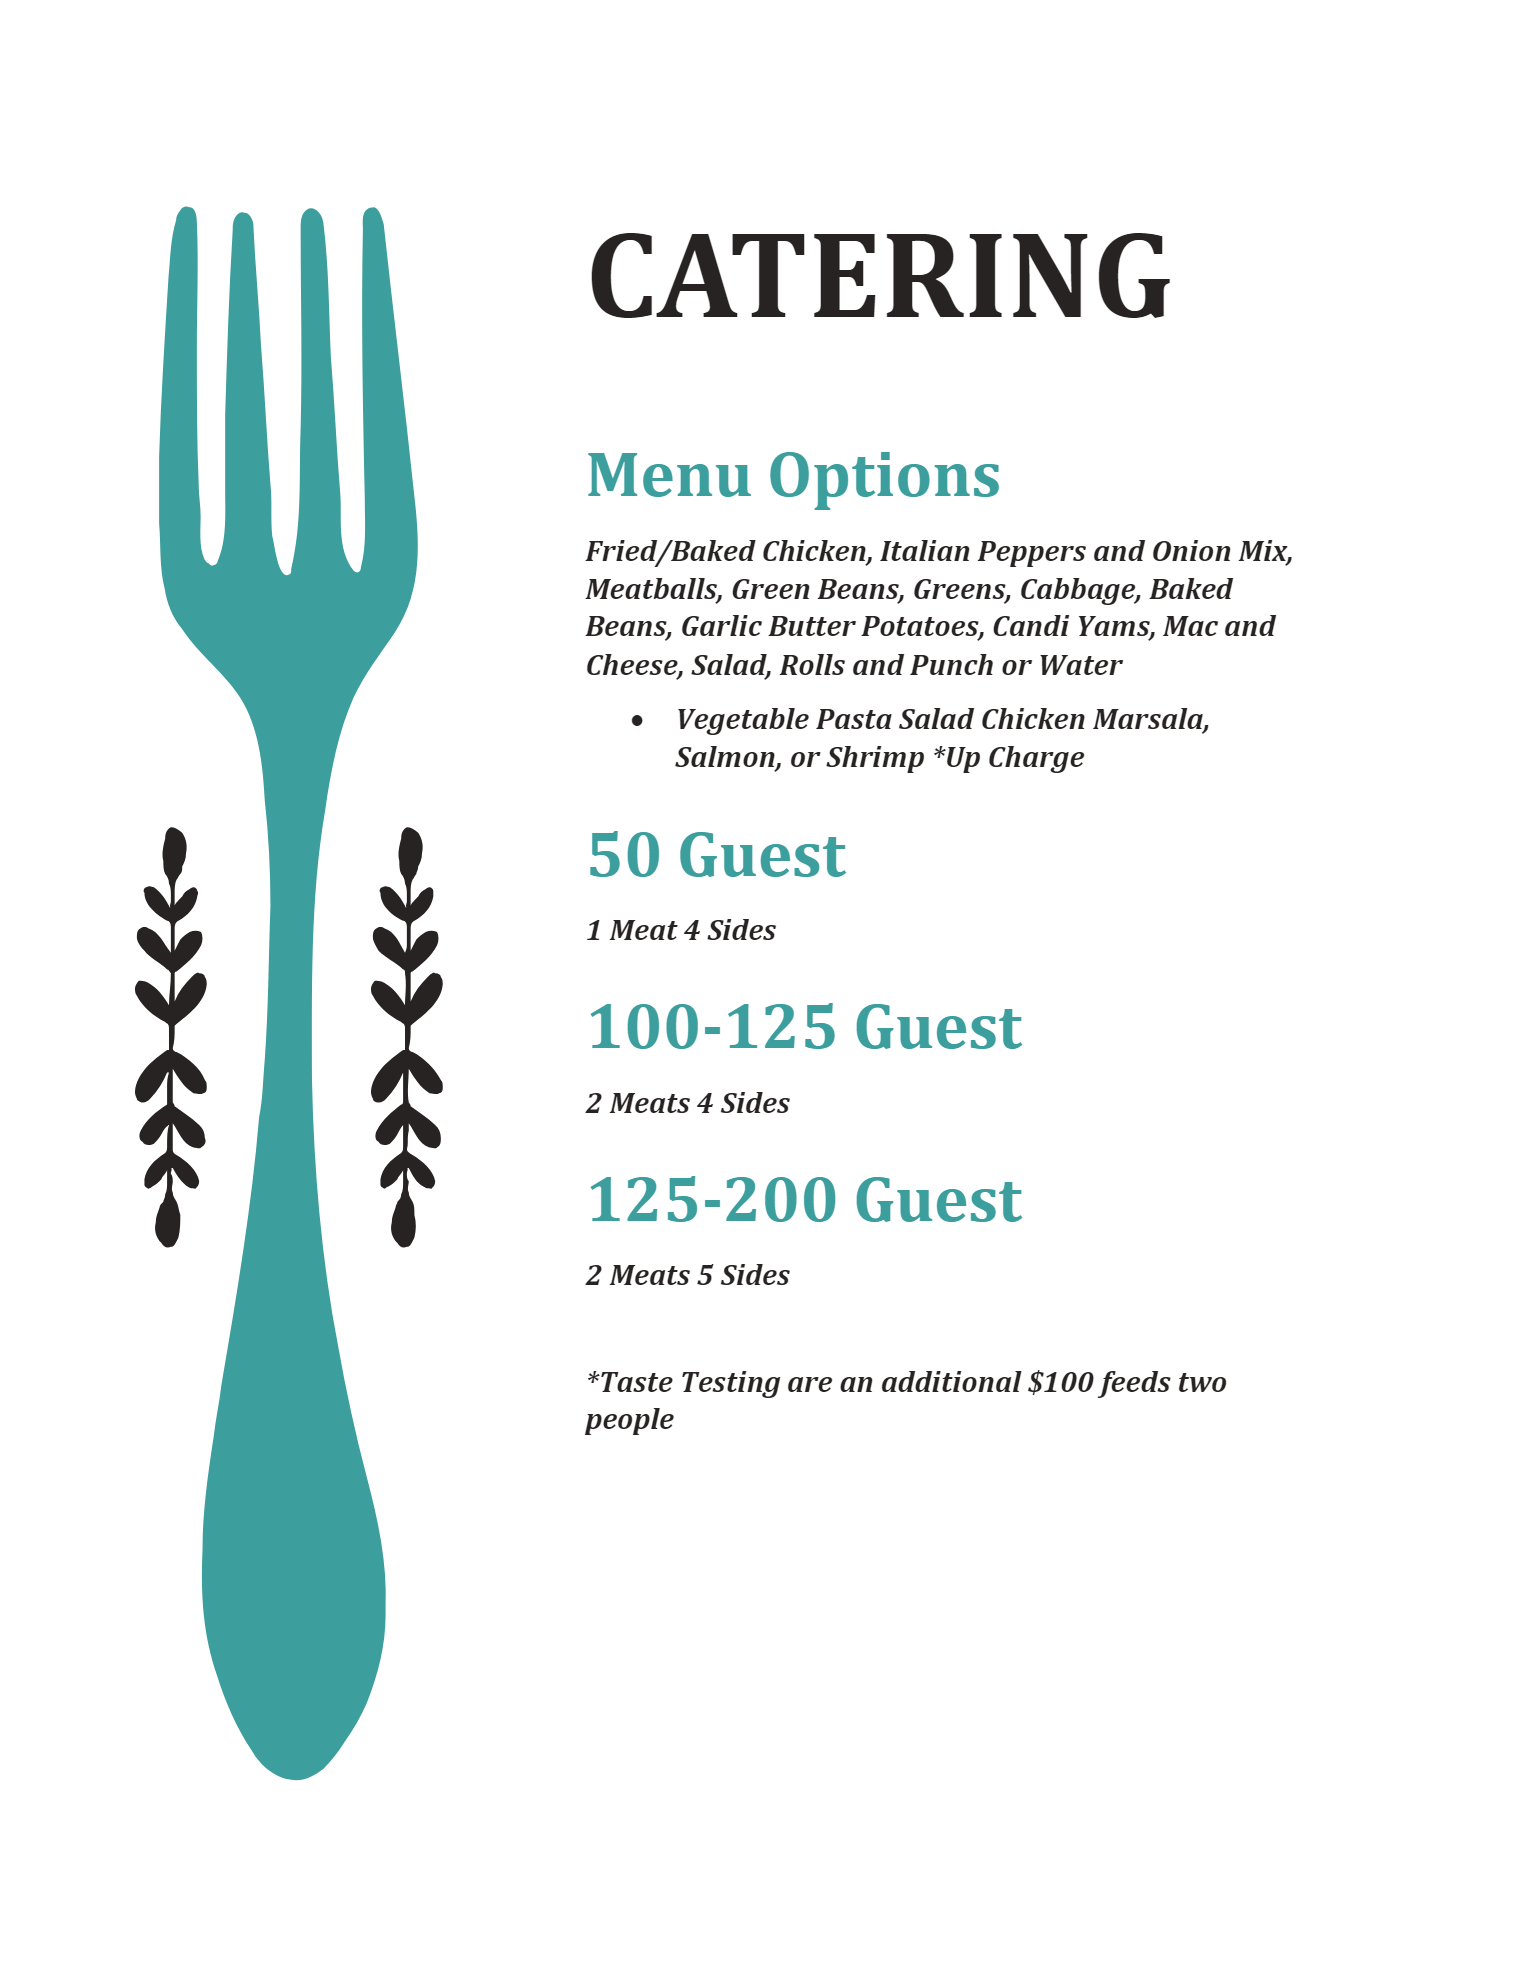 CATERING
Menu Options
Fried/Baked Chicken, Italian Peppers and Onion Mix,
Meatballs, Green Beans, Greens, Cabbage, Baked
Beans, Garlic Butter Potatoes, Candi Yams, Mac and
Cheese, Salad, Rolls and Punch or Water
• Vegetable Pasta Salad Chicken Marsala,
Salmon, or Shrimp *Up Charge
50 Guest
1 Meat 4 Sides
100-125 Guest
2 Meats 4 Sides
125-200 Guest
2 Meats 5 Sides
*Taste Testing are an additional $100 feeds two
people